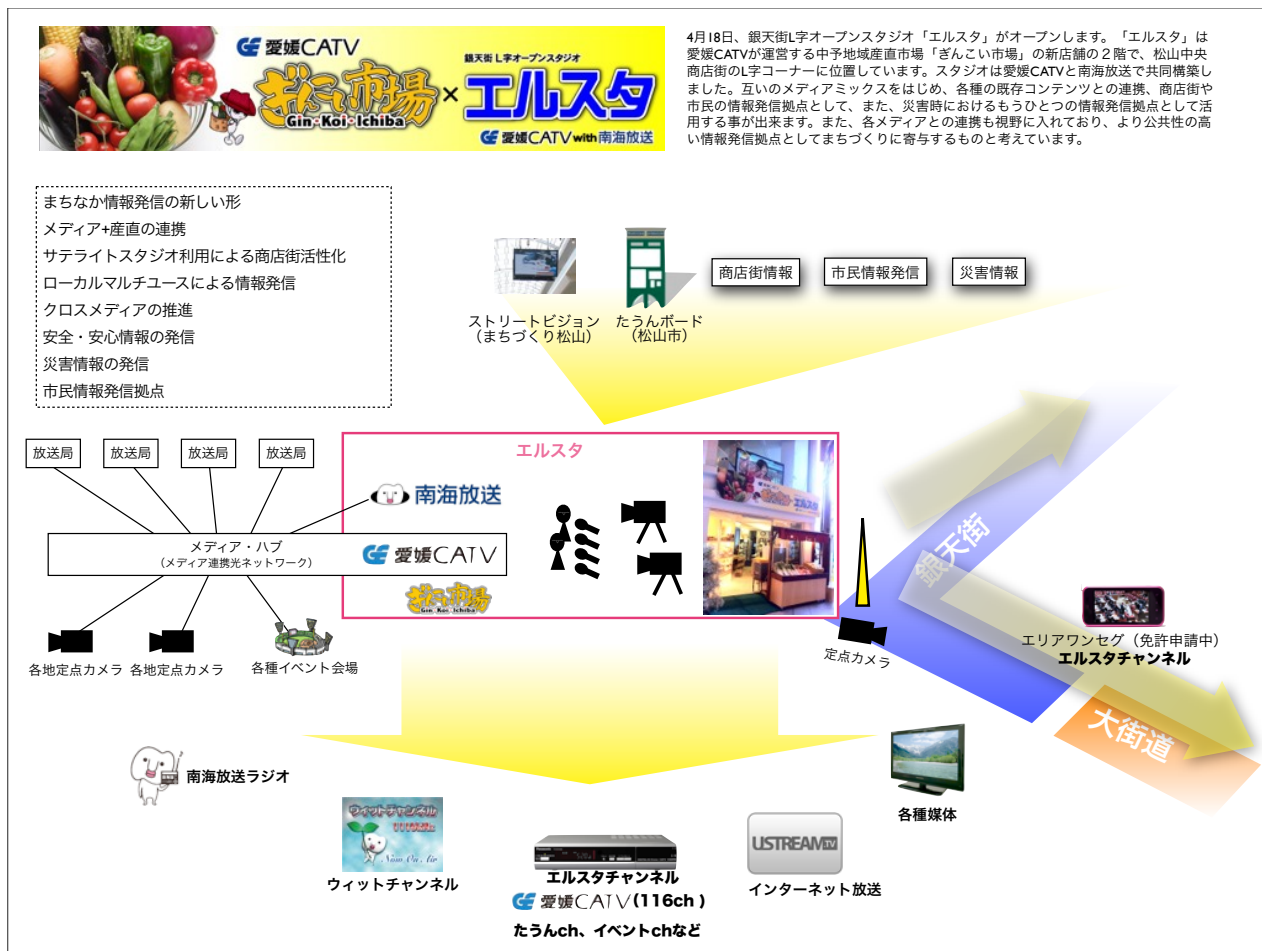 愛媛CATV
ぎんこい市場
Gin・Koi・Ichiba
×
銀天街L字オープンスタジオ
エルスタ
愛媛CATV with 南海放送
4月18日、銀天街L字オープンスタジオ「エルスタ」がオープンします。「エルスタ」は
愛媛CATVが運営する中予地域産直市場「ぎんこい市場」の新店舗の２階で、松山中央
商店街のL字コーナーに位置しています。スタジオは愛媛CATVと南海放送で共同構築し
ました。互いのメディアミックスをはじめ、各種の既存コンテンツとの連携、商店街や
市民の情報発信拠点として、また、災害時におけるもうひとつの情報発信拠点として活
用する事が出来ます。また、各メディアとの連携も視野に入れており、より公共性の高
い情報発信拠点としてまちづくりに寄与するものと考えています。
まちなか情報発信の新しい形
メディア+産直の連携
サテライトスタジオ利用による商店街活性化
ローカルマルチユースによる情報発信
クロスメディアの推進
安全・安心情報の発信
災害情報の発信
市民情報発信拠点
ストリートビジョン
（まちづくり松山）
たうんボード
（松山市）
商店街情報
市民情報発信
災害情報
放送局
放送局
放送局
放送局
エルスタ
南海放送
メディア・ハブ
（メディア連携光ネットワーク）
愛媛CATV
ぎんこい市場
Gin・Koi・Ichiba
ぎんこい市場 エルスタ
各地定点カメラ
各地定点カメラ
各種イベント会場
定点カメラ
銀天街
エリアワンセグ（免許申請中）
エルスタチャンネル
大街道
南海放送ラジオ
ウィットチャンネル
Now On Air
ウィットチャンネル
エルスタチャンネル
愛媛CATV(116ch )
たうんch、イベントchなど
USTREAM TV
インターネット放送
各種媒体